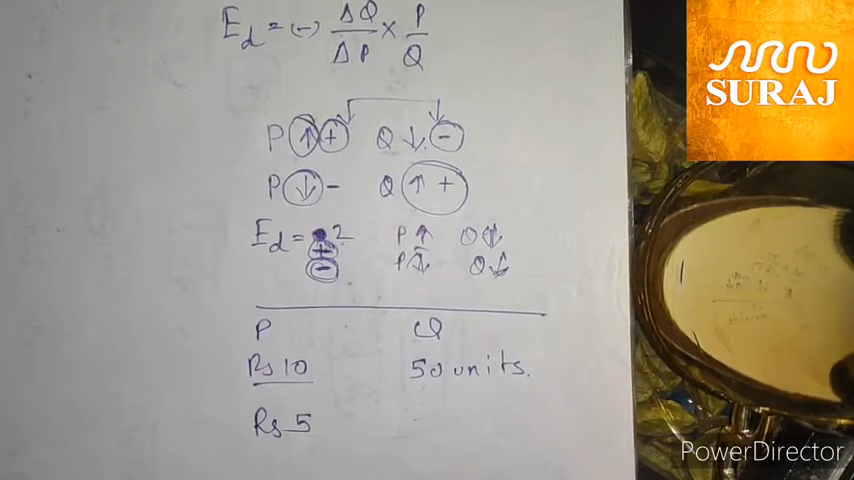 Ed = (-) ΔQ/ΔP × P/Q
P ↑ + Q ↓ -
P ↓ - Q ↑ +
Ed = 2 P ↑ Q
+ P Q ↓
-
P Q
Rs 10 50 units.
Rs 5
SURAJ
PowerDirector